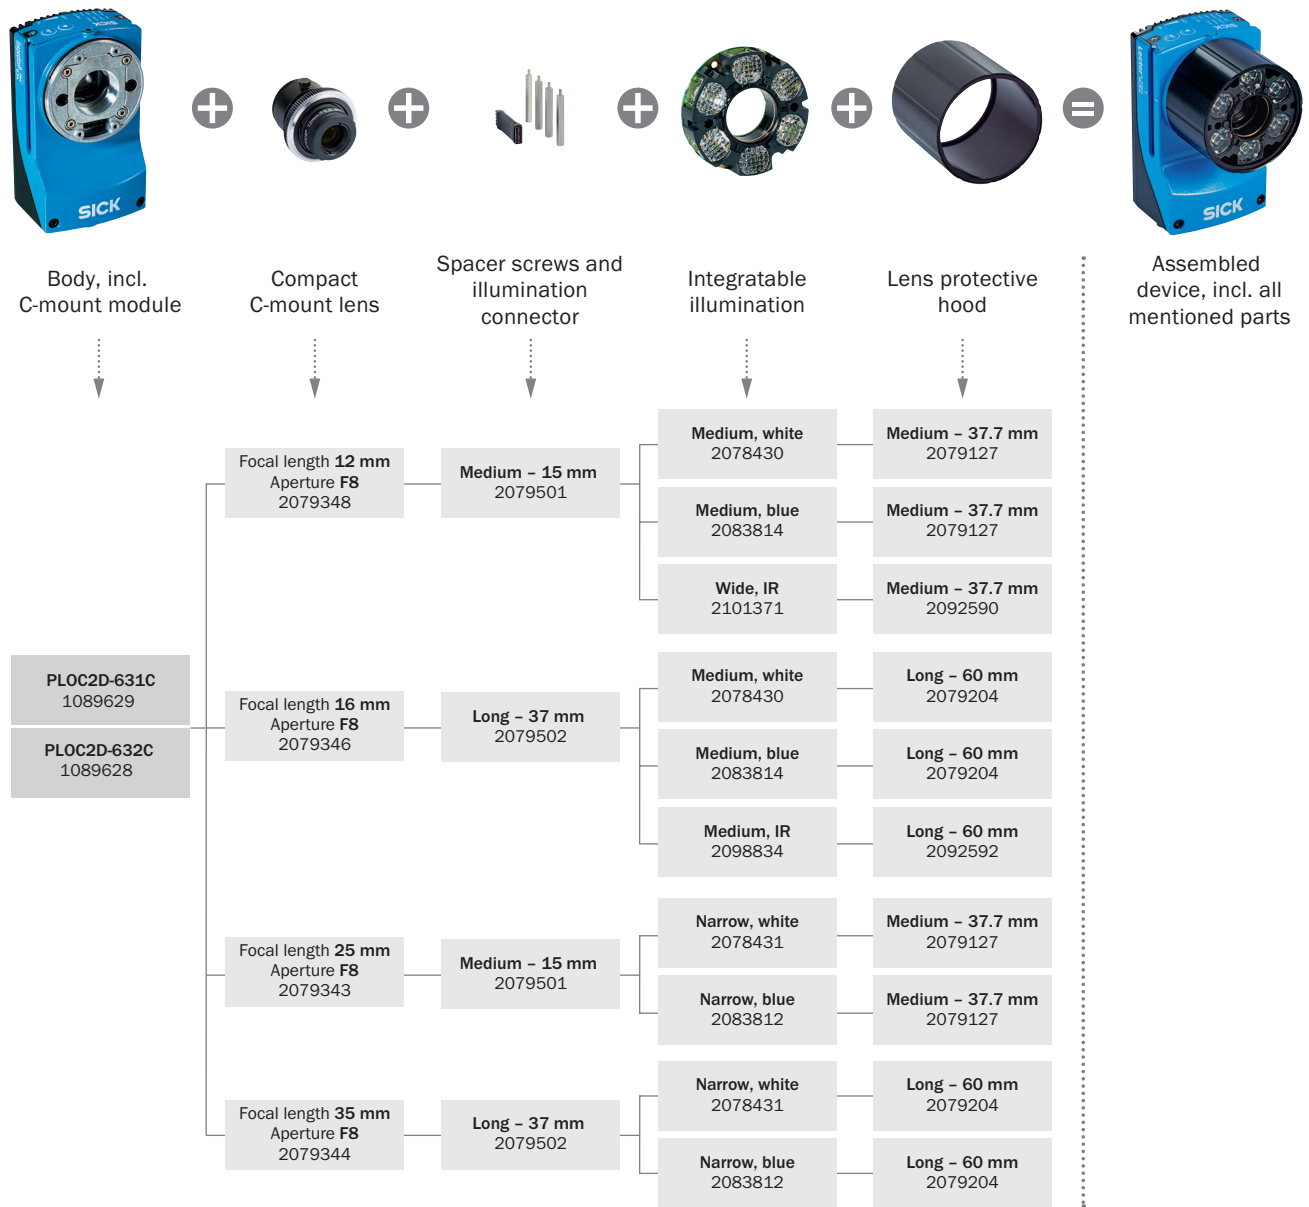 SICK
SICK
SICK
SICK
Body, incl.
C-mount module
Compact
C-mount lens
Spacer screws and
illumination
connector
Integratable
illumination
Lens protective
hood
Assembled
device, incl. all
mentioned parts
PLOC2D-631C
1089629
PLOC2D-632C
1089628
Focal length 12 mm
Aperture F8
2079348
Medium – 15 mm
2079501
Medium, white
2078430
Medium – 37.7 mm
2079127
Medium, blue
2083814
Medium – 37.7 mm
2079127
Wide, IR
2101371
Medium – 37.7 mm
2092590
Focal length 16 mm
Aperture F8
2079346
Long – 37 mm
2079502
Medium, white
2078430
Long – 60 mm
2079204
Medium, blue
2083814
Long – 60 mm
2079204
Medium, IR
2098834
Long – 60 mm
2092592
Focal length 25 mm
Aperture F8
2079343
Medium – 15 mm
2079501
Narrow, white
2078431
Medium – 37.7 mm
2079127
Narrow, blue
2083812
Medium – 37.7 mm
2079127
Focal length 35 mm
Aperture F8
2079344
Long – 37 mm
2079502
Narrow, white
2078431
Long – 60 mm
2079204
Narrow, blue
2083812
Long – 60 mm
2079204